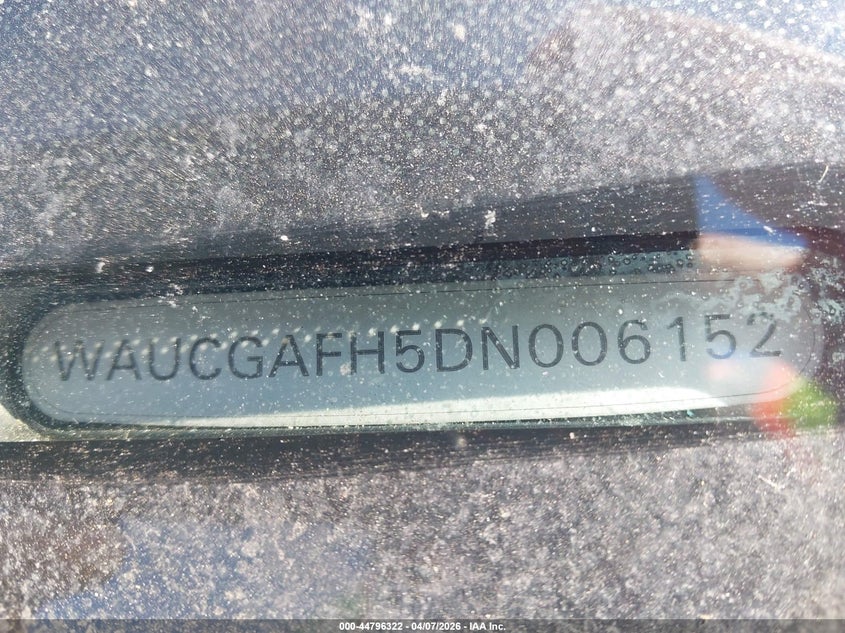 WAUCGAFH5DN006152
000-44796322 - 04/07/2026 - IAA Inc.